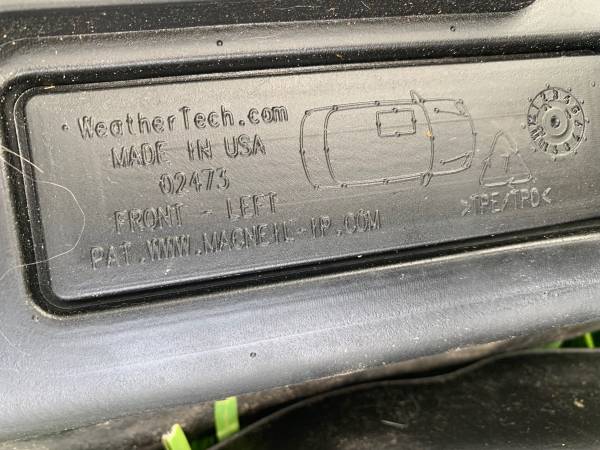 WeatherTech.com
MADE IN USA
02473
FRONT - LEFT
PAT.WWW.MACNEIL-IP.COM
>TPE/TPO<